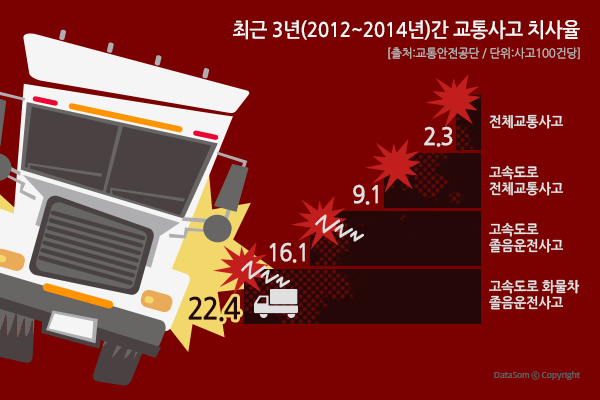 최근 3년(2012~2014년)간 교통사고 치사율
[출처:교통안전공단 / 단위:사고100건당]
2.3
전체교통사고
9.1
고속도로
전체교통사고
16.1
고속도로
졸음운전사고
22.4
고속도로 화물차
졸음운전사고
DataSom ⓒ Copyright